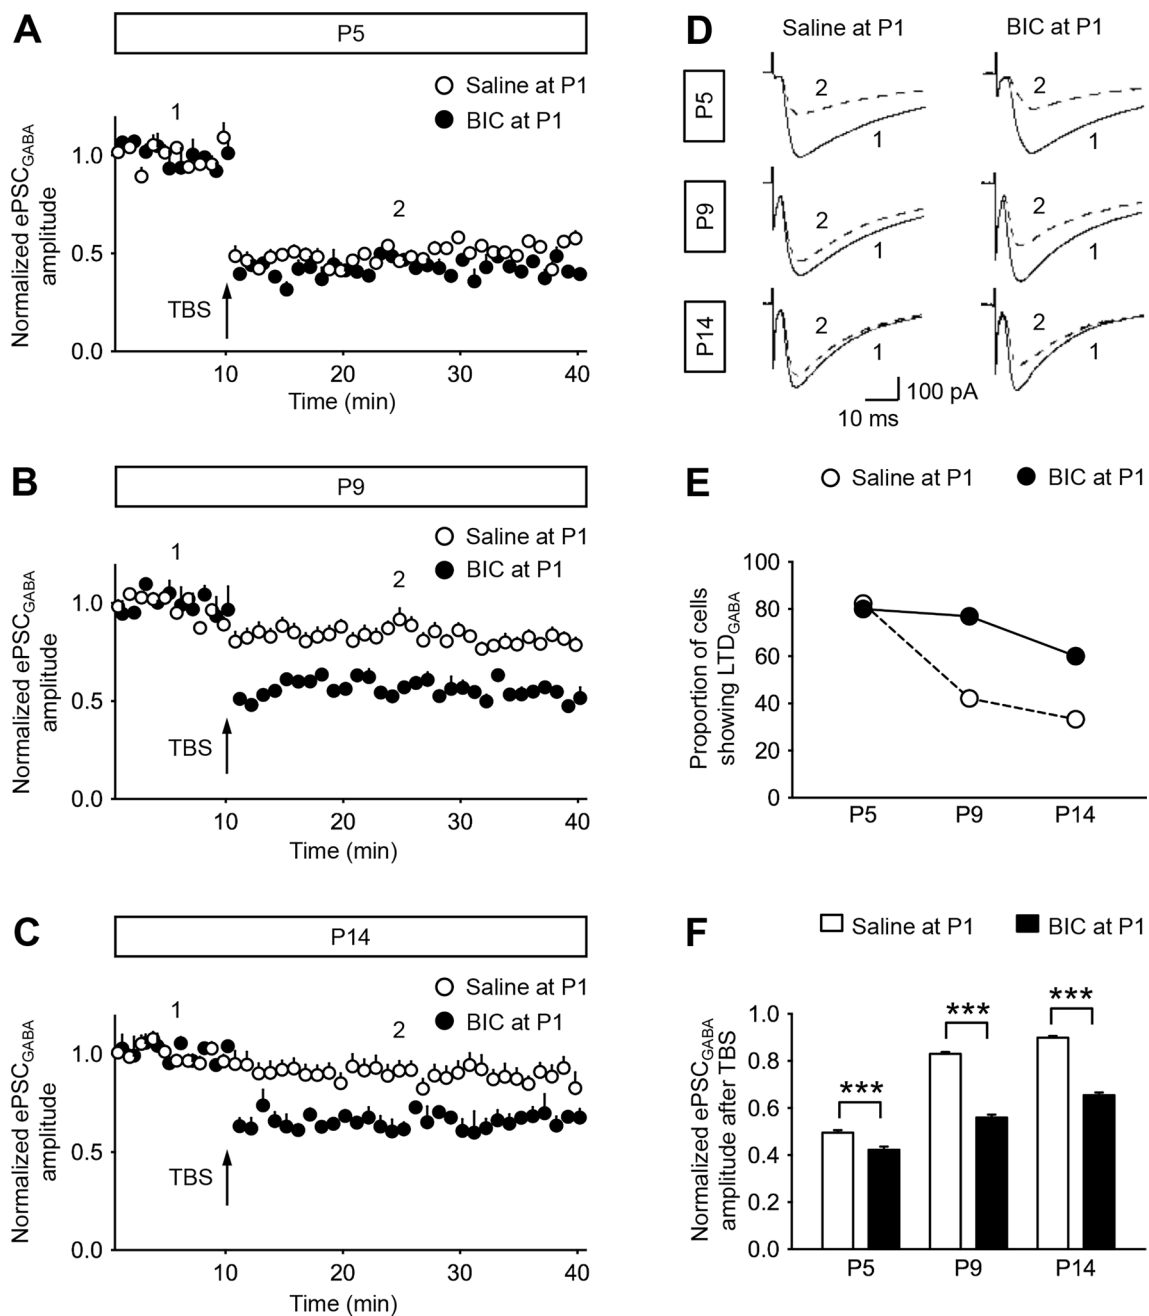 A
P5
Saline at P1
BIC at P1
1
2
TBS
Normalized ePSCGABA
amplitude
1.0
0.5
0.0
10
20
30
40
Time (min)
B
P9
Saline at P1
BIC at P1
1
2
TBS
Normalized ePSCGABA
amplitude
1.0
0.5
0.0
10
20
30
40
Time (min)
C
P14
Saline at P1
BIC at P1
1
2
TBS
Normalized ePSCGABA
amplitude
1.0
0.5
0.0
10
20
30
40
Time (min)
D
Saline at P1
BIC at P1
P5
2
1
2
1
P9
2
1
2
1
P14
2
1
2
1
100 pA
10 ms
E
Saline at P1
BIC at P1
Proportion of cells
showing LTDGABA
100
80
60
40
20
0
P5
P9
P14
F
Saline at P1
BIC at P1
Normalized ePSCGABA
amplitude after TBS
1.0
0.8
0.6
0.4
0.2
0.0
***
***
***
P5
P9
P14